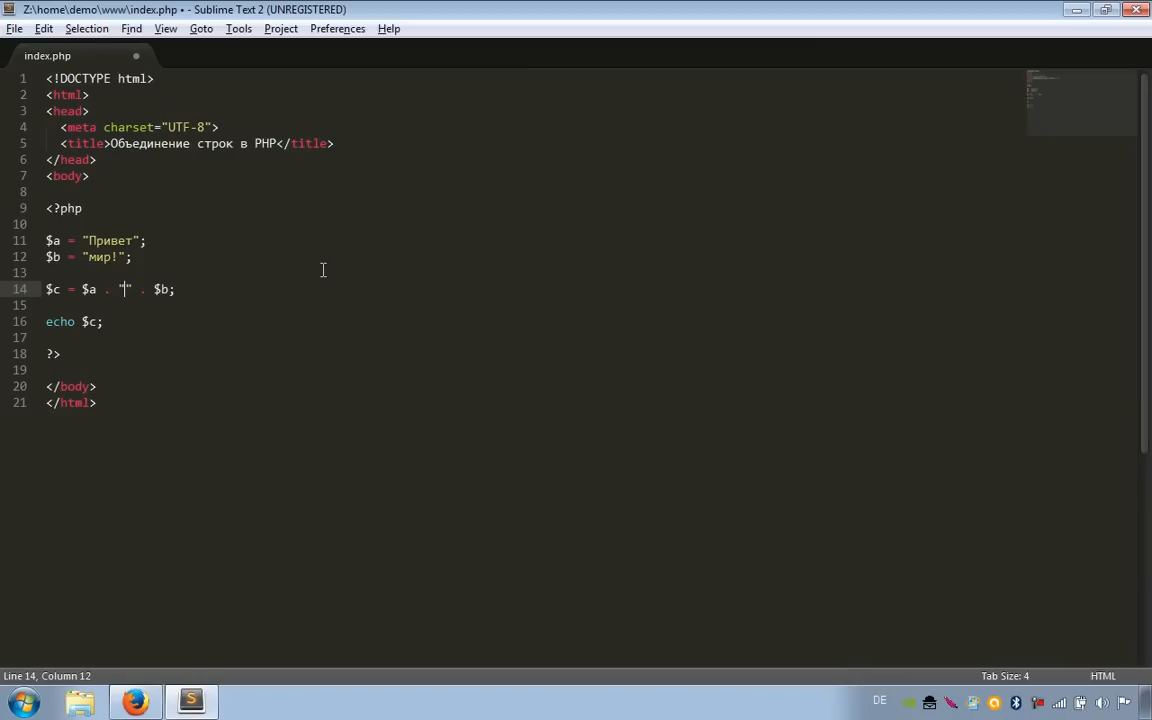 Z:\home\demo\www\index.php • - Sublime Text 2 (UNREGISTERED)
File Edit Selection Find View Goto Tools Project Preferences Help
index.php
1 <!DOCTYPE html>
2 <html>
3 <head>
4 <meta charset="UTF-8">
5 <title>Объединение строк в PHP</title>
6 </head>
7 <body>
8
9 <?php
10
11 $a = "Привет";
12 $b = "мир!";
13
14 $c = $a . "" . $b;
15
16 echo $c;
17
18 ?>
19
20 </body>
21 </html>
Line 14, Column 12 Tab Size: 4 HTML
S DE